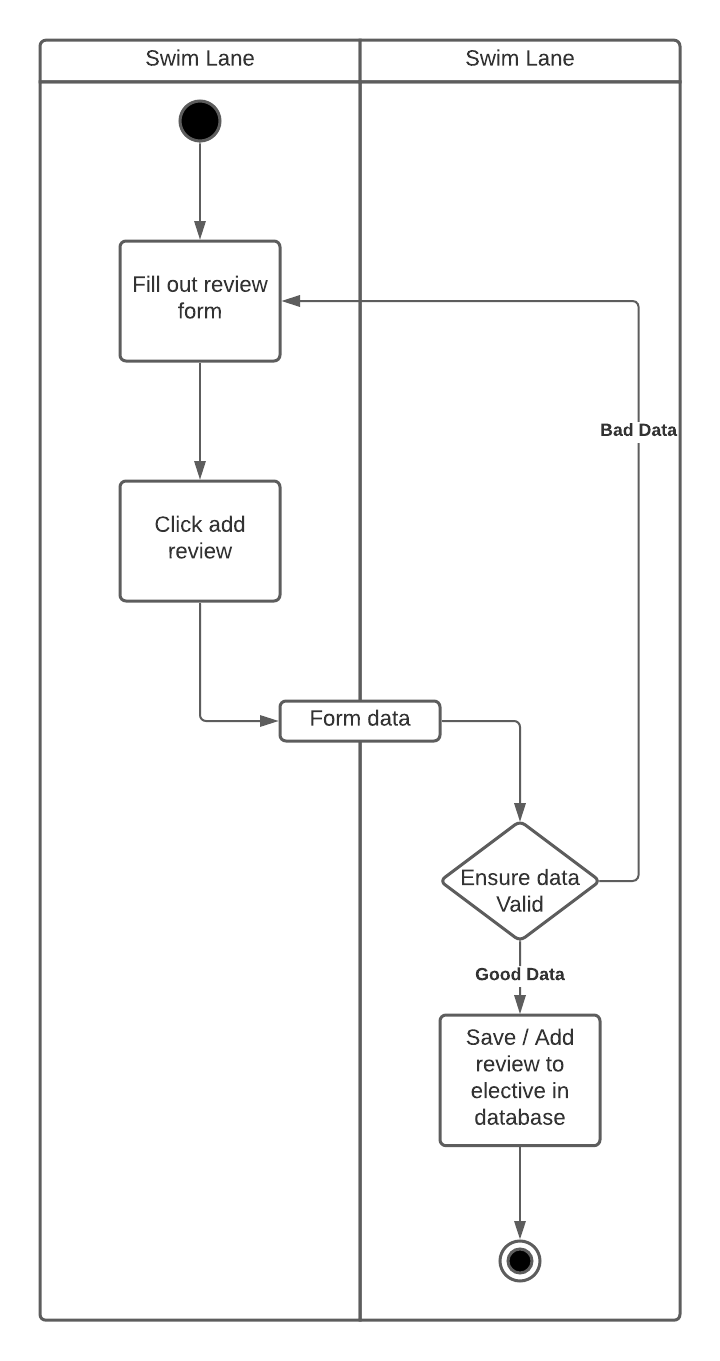 Swim Lane
Swim Lane
Fill out review
form
Bad Data
Click add
review
Form data
Ensure data
Valid
Good Data
Save / Add
review to
elective in
database